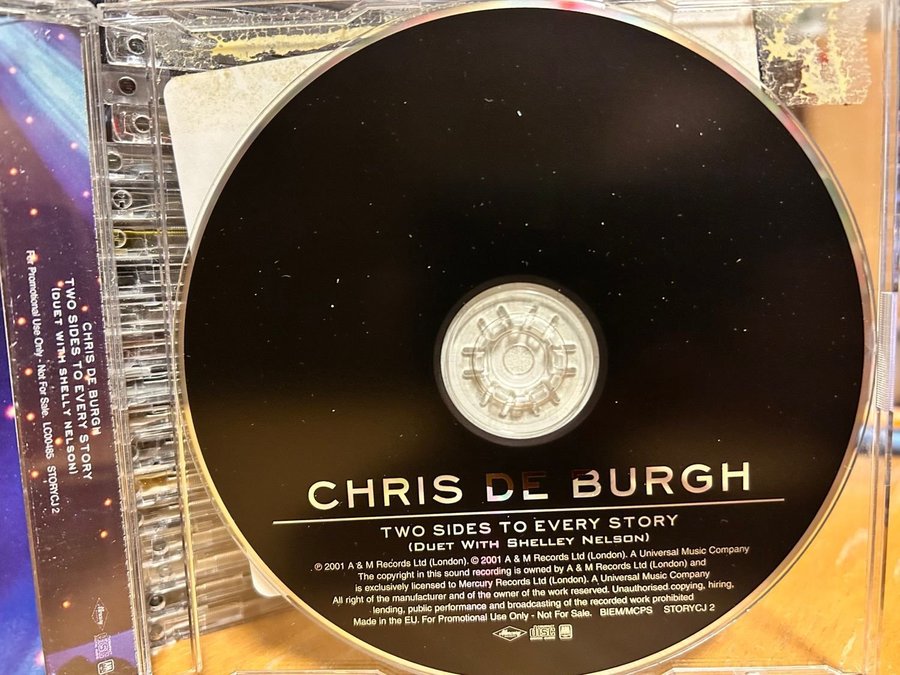 CHRIS DE BURGH
TWO SIDES TO EVERY STORY
(DUET WITH SHELLY NELSON)
For Promotional Use Only - Not For Sale. LC00485 STORYCJ 2
Mercury
CHRIS DE BURGH
TWO SIDES TO EVERY STORY
(DUET WITH SHELLEY NELSON)
℗ 2001 A & M Records Ltd (London). © 2001 A & M Records Ltd (London). A Universal Music Company
The copyright in this sound recording is owned by A & M Records Ltd (London) and
is exclusively licensed to Mercury Records Ltd (London). A Universal Music Company
All right of the manufacturer and of the owner of the work reserved. Unauthorised copying, hiring,
lending, public performance and broadcasting of the recorded work prohibited
Made in the EU. For Promotional Use Only - Not For Sale. BIEM/MCPS STORYCJ 2
Mercury disc